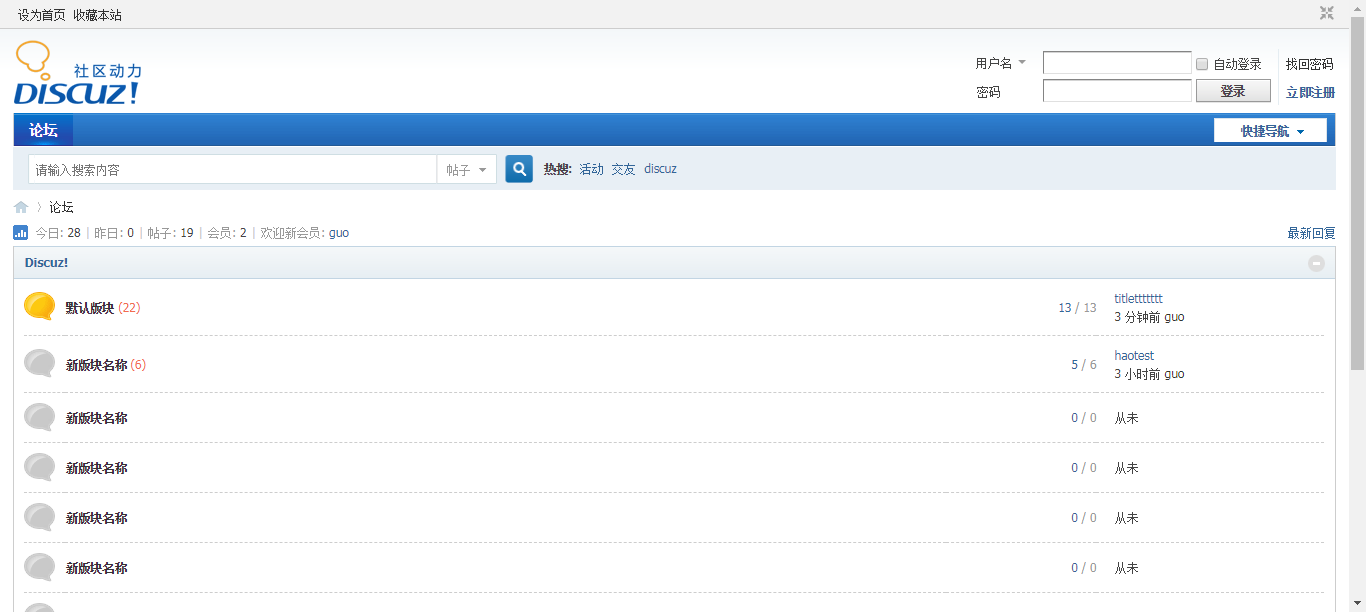 设为首页 收藏本站
社区动力
DISCUZ!
用户名 自动登录 找回密码
密码 登录 立即注册
论坛 快捷导航
请输入搜索内容 帖子 热搜: 活动 交友 discuz
论坛
今日: 28 | 昨日: 0 | 帖子: 19 | 会员: 2 | 欢迎新会员: guo 最新回复
Discuz!
默认版块 (22) 13 / 13 titlettttttt
3 分钟前 guo
新版块名称 (6) 5 / 6 haotest
3 小时前 guo
新版块名称 0 / 0 从未
新版块名称 0 / 0 从未
新版块名称 0 / 0 从未
新版块名称 0 / 0 从未